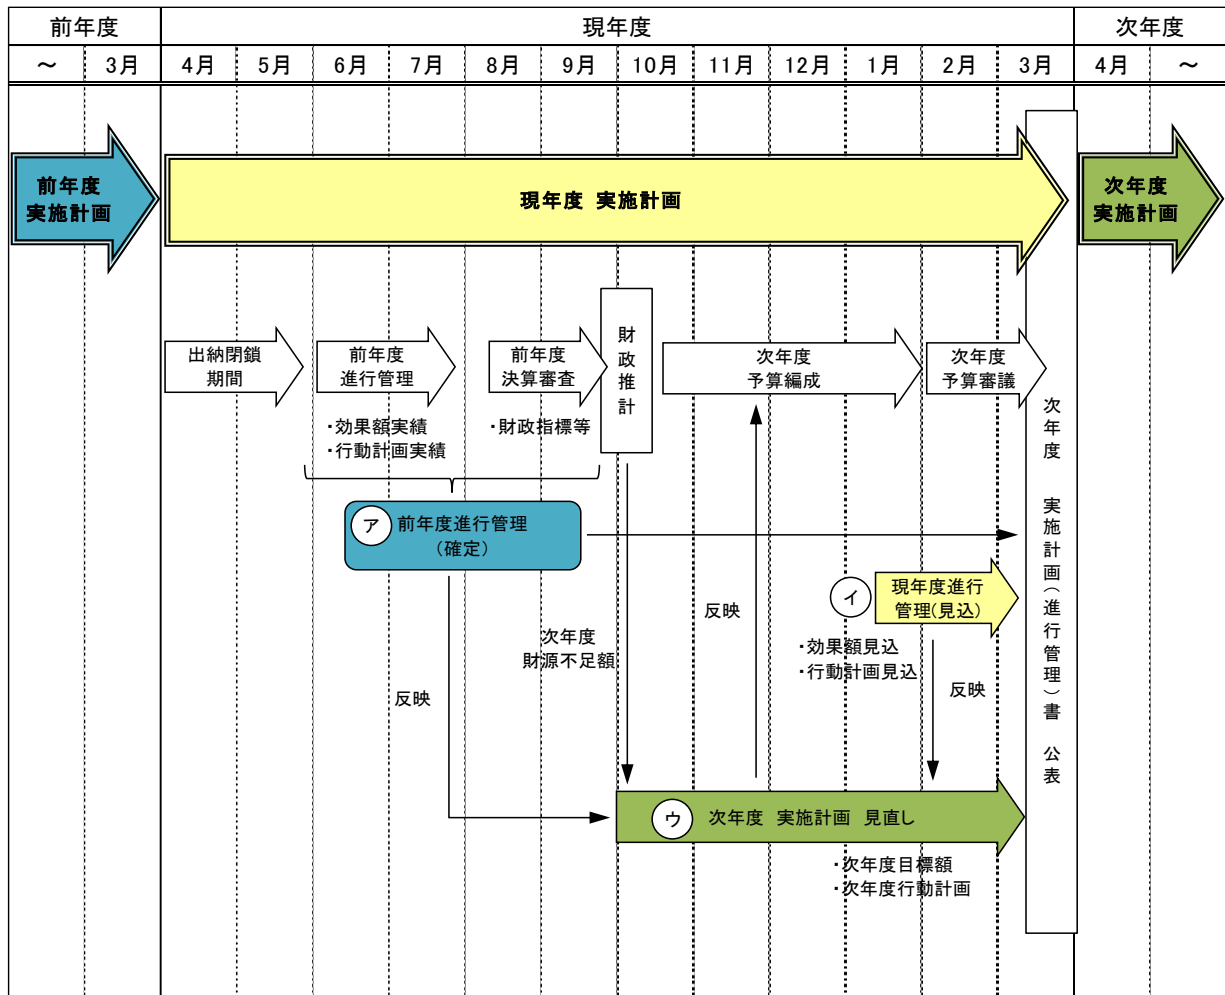 前年度
現年度
次年度
～
3月
4月
5月
6月
7月
8月
9月
10月
11月
12月
1月
2月
3月
4月
～
前年度
実施計画
現年度 実施計画
次年度
実施計画
出納閉鎖
期間
前年度
進行管理
前年度
決算審査
財政推計
次年度
予算編成
次年度
予算審議
・効果額実績
・行動計画実績
・財政指標等
ア
前年度進行管理
（確定）
イ
現年度進行
管理(見込)
・効果額見込
・行動計画見込
次年度
財源不足額
反映
反映
反映
ウ
次年度 実施計画 見直し
・次年度目標額
・次年度行動計画
次年度 実施計画（進行管理）書 公表